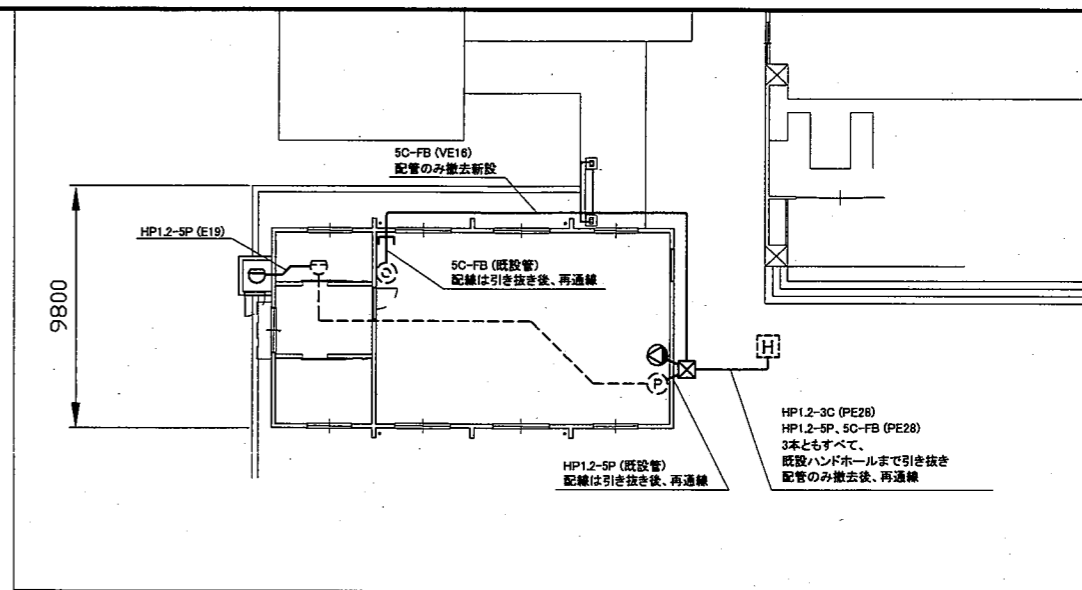 5C-FB (VE16)
配管のみ撤去新設
HP1.2-5P (E19)
5C-FB (既設管)
配線は引き抜き後、再通線
9800
H
P
HP1.2-3C (PE28)
HP1.2-5P、5C-FB (PE28)
3本ともすべて、
既設ハンドホールまで引き抜き
配管のみ撤去後、再通線
HP1.2-5P (既設管)
配線は引き抜き後、再通線